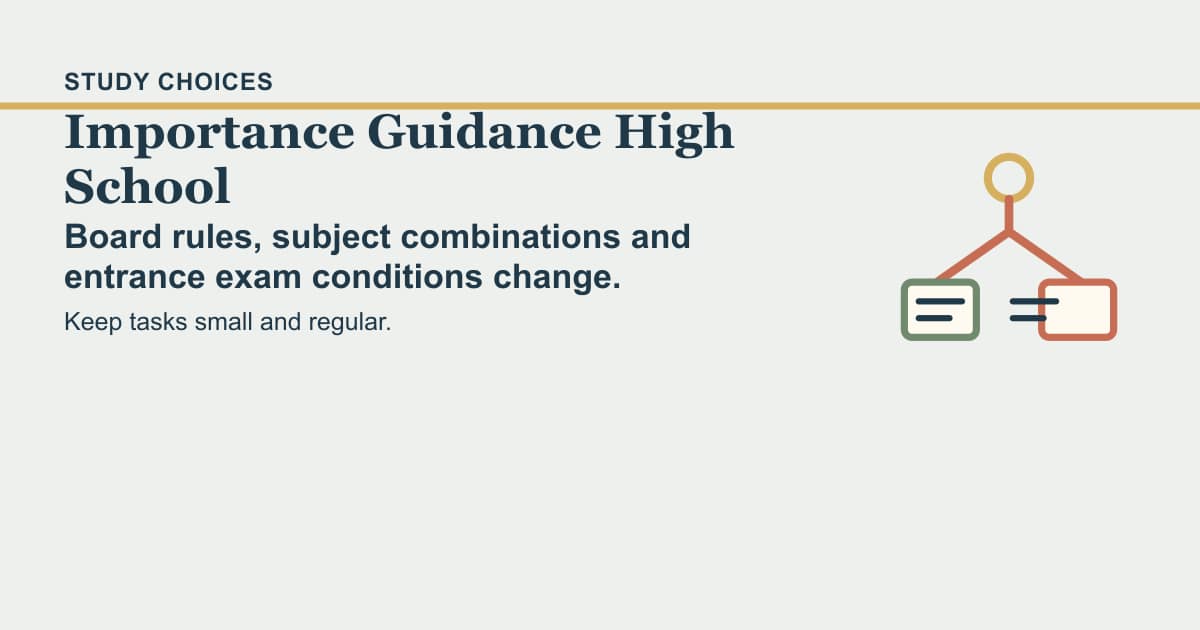 STUDY CHOICES
Importance Guidance High
School
Board rules, subject combinations and
entrance exam conditions change.
Keep tasks small and regular.